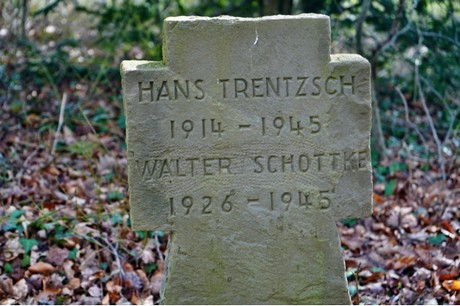 HANS TRENTZSCH
1914 - 1945
WALTER SCHOTTKE
1926 - 1945